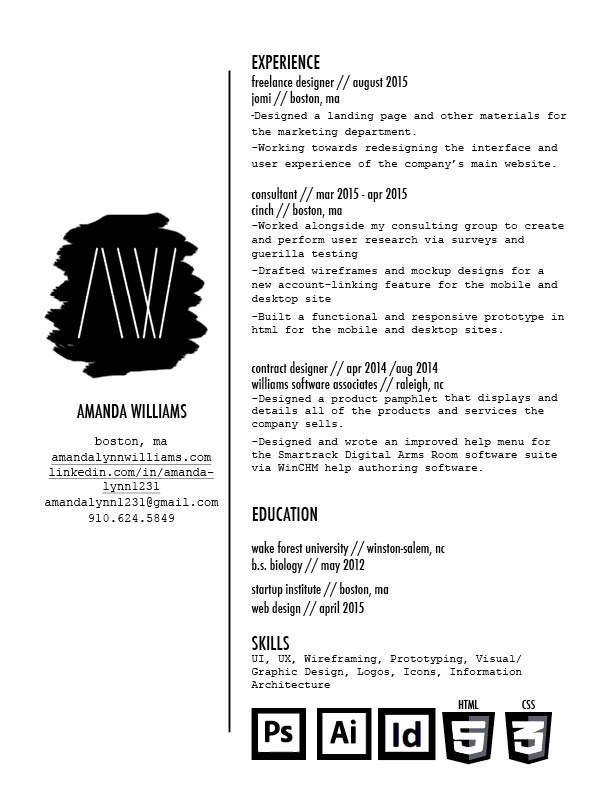 AW
AMANDA WILLIAMS
boston, ma
amandalynnwilliams.com
linkedin.com/in/amanda-
lynn1231
amandalynn1231@gmail.com
910.624.5849
EXPERIENCE
freelance designer // august 2015
jomi // boston, ma
-Designed a landing page and other materials for
the marketing department.
-Working towards redesigning the interface and
user experience of the company's main website.
consultant // mar 2015 - apr 2015
cinch // boston, ma
-Worked alongside my consulting group to create
and perform user research via surveys and
guerilla testing
-Drafted wireframes and mockup designs for a
new account-linking feature for the mobile and
desktop site
-Built a functional and responsive prototype in
html for the mobile and desktop sites.
contract designer // apr 2014 /aug 2014
williams software associates // raleigh, nc
-Designed a product pamphlet that displays and
details all of the products and services the
company sells.
-Designed and wrote an improved help menu for
the Smartrack Digital Arms Room software suite
via WinCHM help authoring software.
EDUCATION
wake forest university // winston-salem, nc
b.s. biology // may 2012
startup institute // boston, ma
web design // april 2015
SKILLS
UI, UX, Wireframing, Prototyping, Visual/
Graphic Design, Logos, Icons, Information
Architecture
HTML CSS
Ps Ai Id 5 3